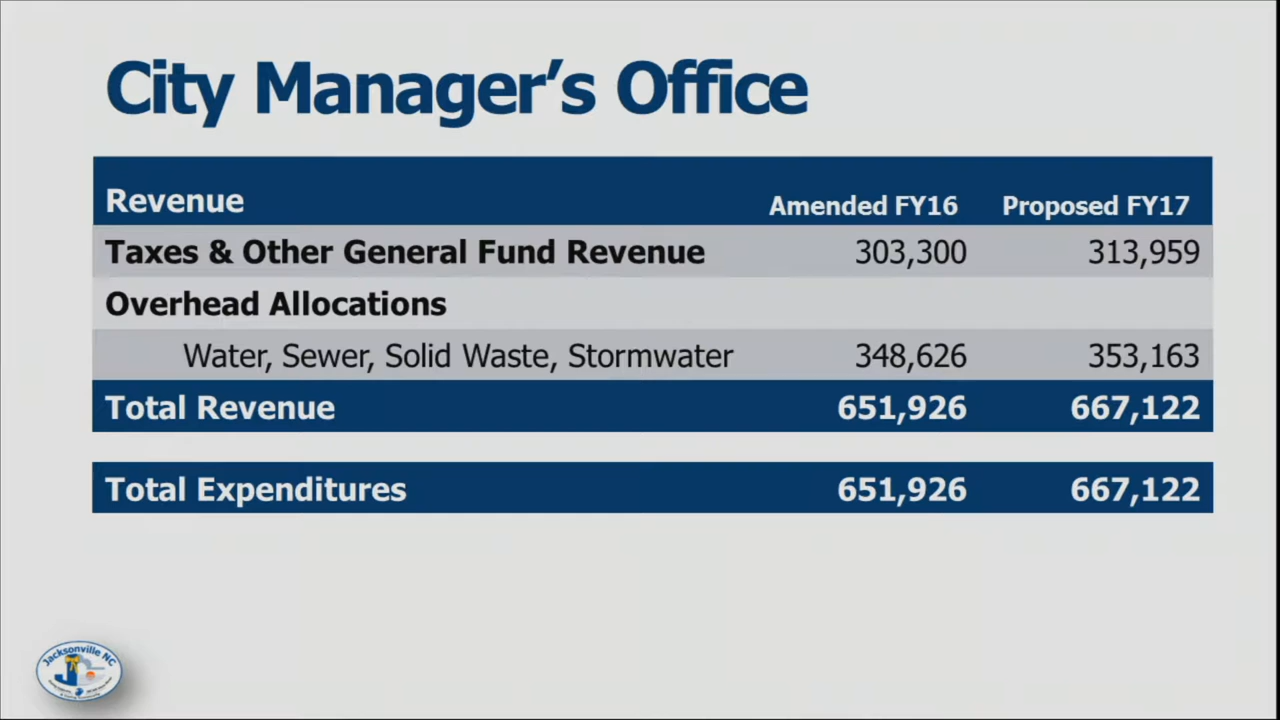 City Manager’s Office
Revenue Amended FY16 Proposed FY17
Taxes & Other General Fund Revenue 303,300 313,959
Overhead Allocations
Water, Sewer, Solid Waste, Stormwater 348,626 353,163
Total Revenue 651,926 667,122
Total Expenditures 651,926 667,122
Jacksonville NC